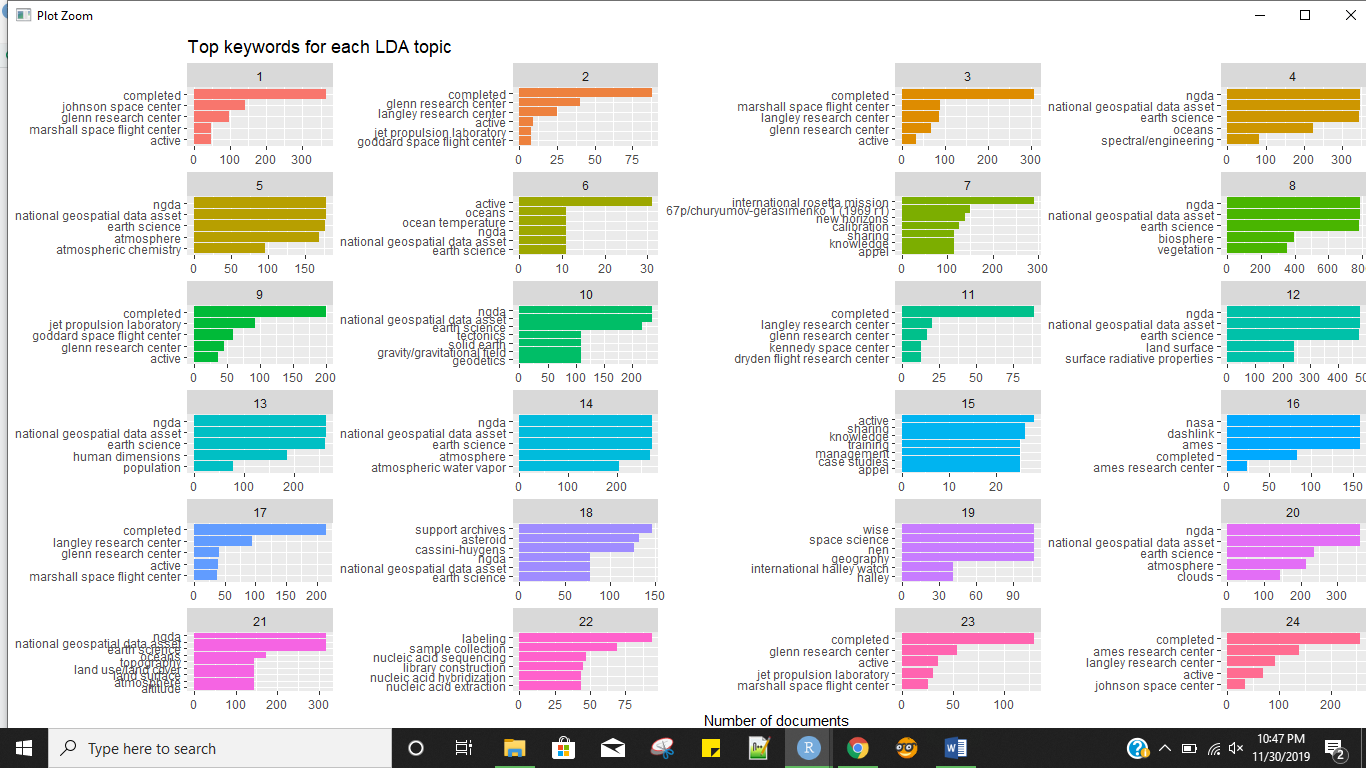 Plot Zoom
Top keywords for each LDA topic
1
completed
johnson space center
glenn research center
marshall space flight center
active
0 100 200 300
2
completed
glenn research center
langley research center
active
jet propulsion laboratory
goddard space flight center
0 25 50 75
3
completed
marshall space flight center
langley research center
glenn research center
active
0 100 200 300
4
ngda
national geospatial data asset
earth science
oceans
spectral/engineering
0 100 200 300
5
ngda
national geospatial data asset
earth science
atmosphere
atmospheric chemistry
0 50 100 150
6
active
oceans
ocean temperature
ngda
national geospatial data asset
earth science
0 10 20 30
7
international rosetta mission
67p/churyumov-gerasimenko 1 (1969 r1)
new horizons
calibration
sharing
knowledge
appel
0 100 200 300
8
ngda
national geospatial data asset
earth science
biosphere
vegetation
0 200 400 600 80
9
completed
jet propulsion laboratory
goddard space flight center
glenn research center
active
0 50 100 150 200
10
ngda
national geospatial data asset
earth science
tectonics
solid earth
gravity/gravitational field
geodetics
0 50 100 150 200
11
completed
langley research center
glenn research center
kennedy space center
dryden flight research center
0 25 50 75
12
ngda
national geospatial data asset
earth science
land surface
surface radiative properties
0 100 200 300 400 50
13
ngda
national geospatial data asset
earth science
human dimensions
population
0 100 200
14
ngda
national geospatial data asset
earth science
atmosphere
atmospheric water vapor
0 100 200
15
active
sharing
knowledge
training
management
case studies
appel
0 10 20
16
nasa
dashlink
ames
completed
ames research center
0 50 100 150
17
completed
langley research center
glenn research center
active
marshall space flight center
0 50 100 150 200
18
support archives
asteroid
cassini-huygens
ngda
national geospatial data asset
earth science
0 50 100 150
19
wise
space science
nen
geography
international halley watch
halley
0 30 60 90
20
ngda
national geospatial data asset
earth science
atmosphere
clouds
0 100 200 300
21
ngda
national geospatial data asset
earth science
oceans
topography
land use/land cover
land surface
atmosphere
altitude
0 100 200 300
22
labeling
sample collection
nucleic acid sequencing
library construction
nucleic acid hybridization
nucleic acid extraction
0 25 50 75
23
completed
glenn research center
active
jet propulsion laboratory
marshall space flight center
0 50 100
24
completed
ames research center
langley research center
active
johnson space center
0 100 200
Number of documents
Type here to search
R
W
10:47 PM
11/30/2019
2